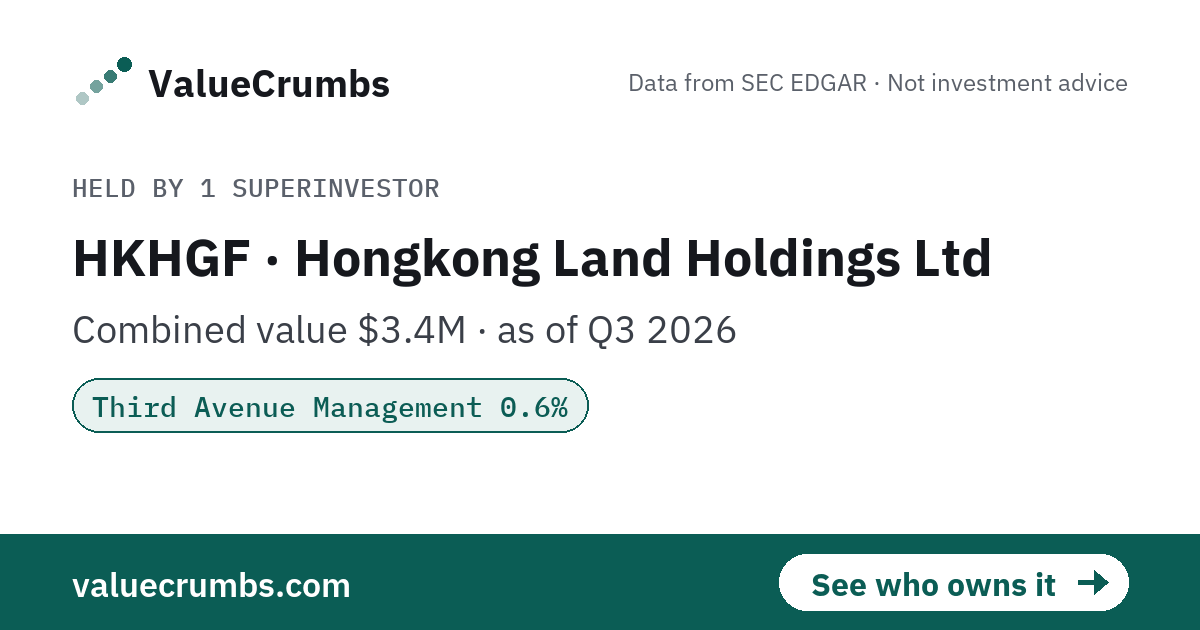 ValueCrumbs
Data from SEC EDGAR · Not investment advice
HELD BY 1 SUPERINVESTOR
HKHGF · Hongkong Land Holdings Ltd
Combined value $3.4M · as of Q3 2026
Third Avenue Management 0.6%
valuecrumbs.com
See who owns it →